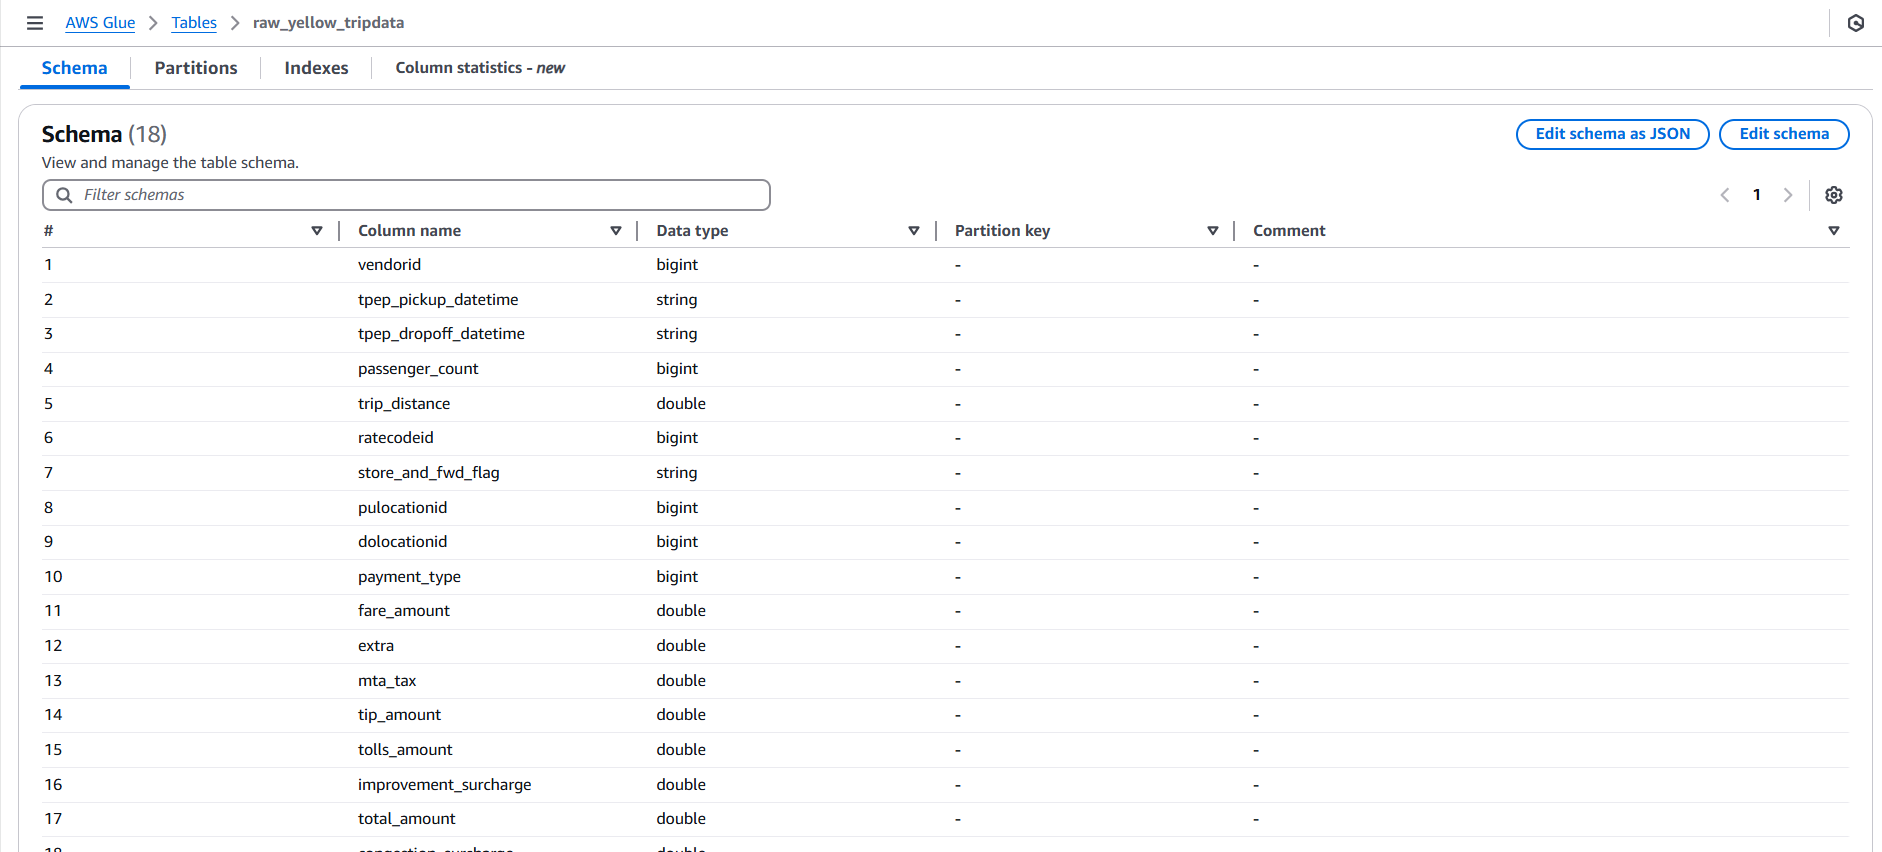 AWS Glue > Tables > raw_yellow_tripdata
Schema Partitions Indexes Column statistics - new
Schema (18) Edit schema as JSON Edit schema
View and manage the table schema.
Filter schemas < 1 >
# Column name Data type Partition key Comment
1 vendorid bigint - -
2 tpep_pickup_datetime string - -
3 tpep_dropoff_datetime string - -
4 passenger_count bigint - -
5 trip_distance double - -
6 ratecodeid bigint - -
7 store_and_fwd_flag string - -
8 pulocationid bigint - -
9 dolocationid bigint - -
10 payment_type bigint - -
11 fare_amount double - -
12 extra double - -
13 mta_tax double - -
14 tip_amount double - -
15 tolls_amount double - -
16 improvement_surcharge double - -
17 total_amount double - -
18 congestion_surcharge double